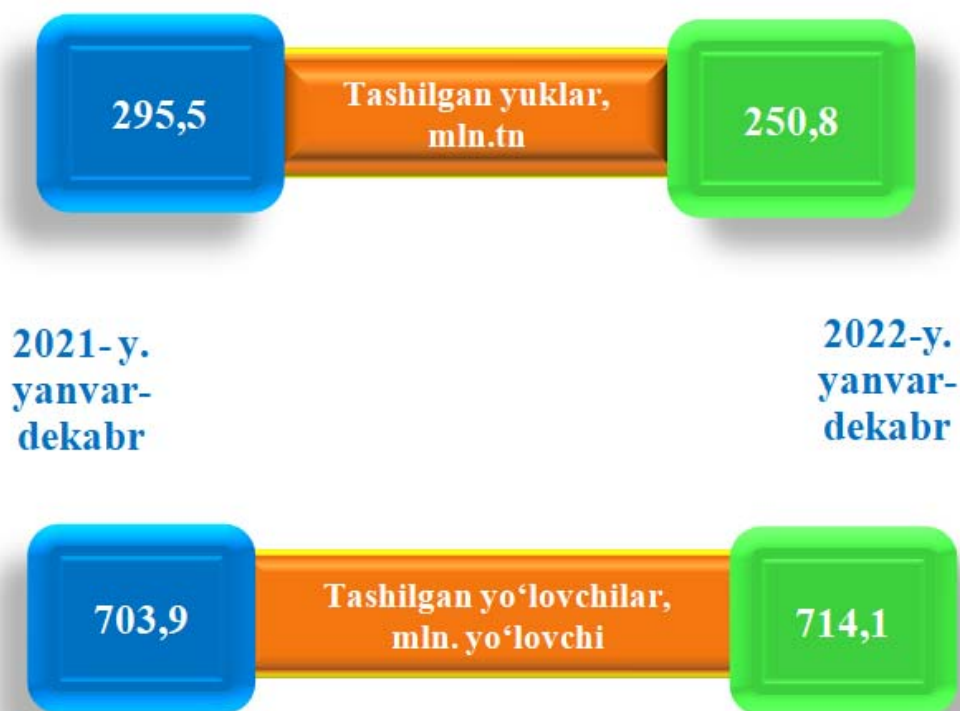 295,5
Tashilgan yuklar,
mln.tn
250,8
2021- y.
yanvar-
dekabr
2022-y.
yanvar-
dekabr
703,9
Tashilgan yo‘lovchilar,
mln. yo‘lovchi
714,1